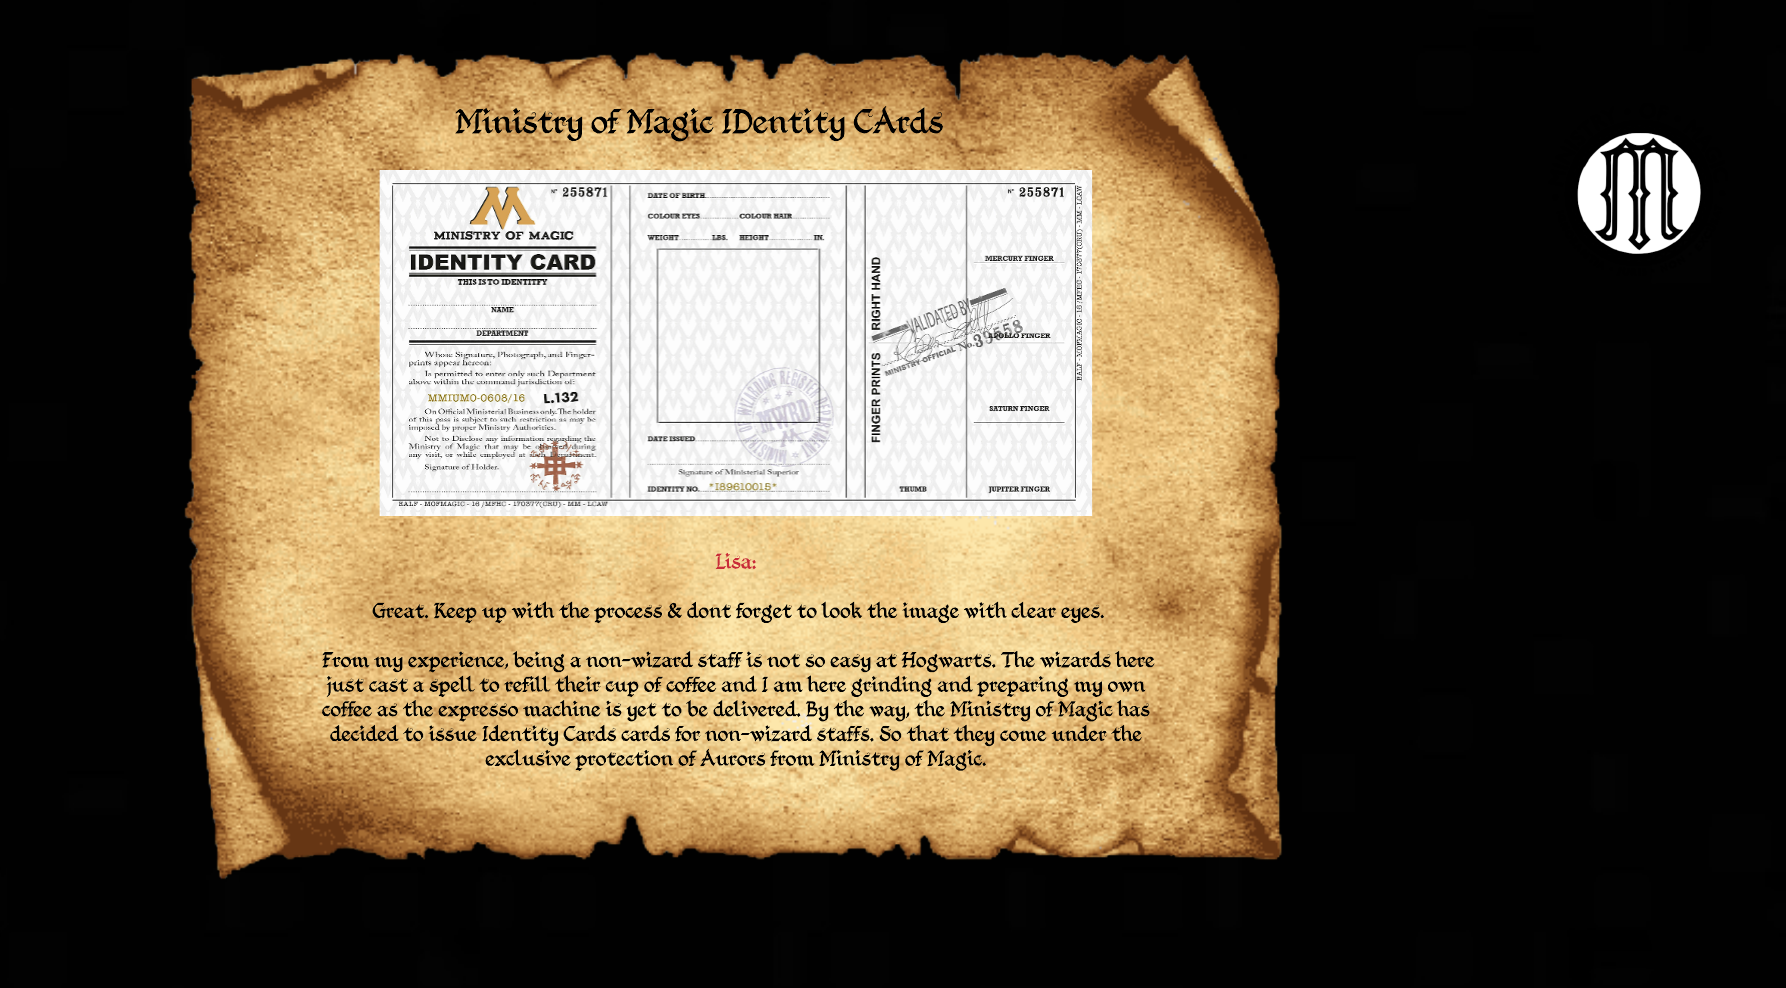 Ministry of Magic IDentity CArds
Nº 255871
MINISTRY OF MAGIC
IDENTITY CARD
THIS IS TO IDENTITFY
NAME
DEPARTMENT
Whose Signature, Photograph, and Finger-
prints appear hereon:
Is permitted to enter only such Department
above within the command jurisdiction of:
MMIUM0-0608/16 L.132
On Official Ministerial Business only. The holder
of this pass is subject to such restriction as may be
imposed by proper Ministry Authorities.
Not to Disclose any information regarding the
Ministry of Magic that may be observed/during
any visit, or while employed at such Department.
Signature of Holder.
BALF - MOFMAGIC - 16 /MFHC - 170377(CRU) - MM - LCAW
DATE OF BIRTH
COLOUR EYES COLOUR HAIR
WEIGHT LBS. HEIGHT IN.
DATE ISSUED
Signature of Ministerial Superior
IDENTITY NO. *189610015*
FINGER PRINTS RIGHT HAND
VALIDATED BY
MINISTRY OFFICIAL No. 39558
THUMB
Nº 255871
MERCURY FINGER
APOLLO FINGER
SATURN FINGER
JUPITER FINGER
BALF - MOFMAGIC - 16 /MFHC - 170377(CRU) - MM - LCAW
Lisa:
Great. Keep up with the process & dont forget to look the image with clear eyes.
From my experience, being a non-wizard staff is not so easy at Hogwarts. The wizards here
just cast a spell to refill their cup of coffee and I am here grinding and preparing my own
coffee as the expresso machine is yet to be delivered. By the way, the Ministry of Magic has
decided to issue Identity Cards cards for non-wizard staffs. So that they come under the
exclusive protection of Aurors from Ministry of Magic.
M